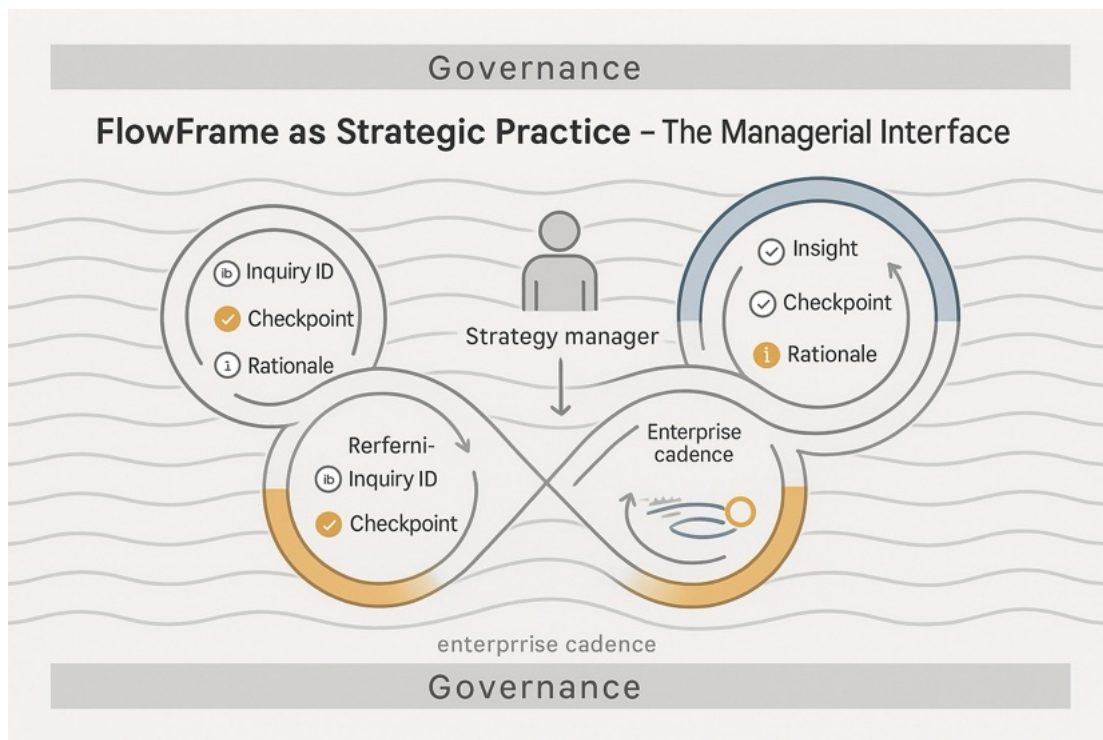 Governance
FlowFrame as Strategic Practice – The Managerial Interface
ib Inquiry ID
Checkpoint
i Rationale
Strategy manager
Insight
Checkpoint
i Rationale
Rerferni-
ib Inquiry ID
Checkpoint
Enterprise
cadence
enterprrise cadence
Governance